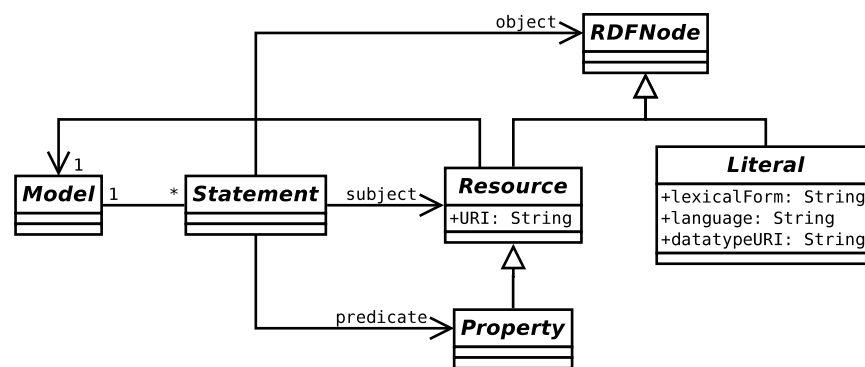 object
RDFNode
1
Model
1
*
Statement
subject
Resource
+URI: String
Literal
+lexicalForm: String
+language: String
+datatypeURI: String
predicate
Property